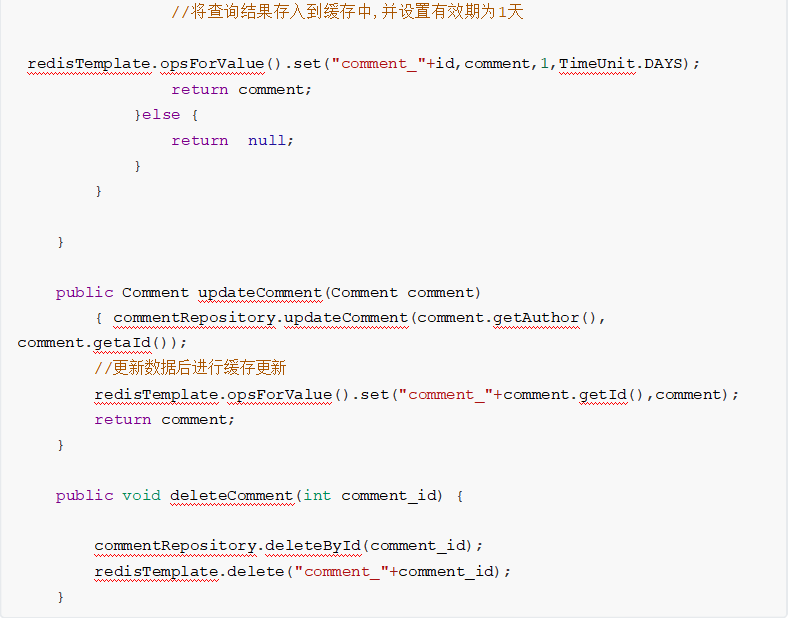 //将查询结果存入到缓存中,并设置有效期为1天
redisTemplate.opsForValue().set("comment_"+id,comment,1,TimeUnit.DAYS);
return comment;
}else {
return  null;
}
}
}
public Comment updateComment(Comment comment)
{ commentRepository.updateComment(comment.getAuthor(),
comment.getaId());
//更新数据后进行缓存更新
redisTemplate.opsForValue().set("comment_"+comment.getId(),comment);
return comment;
}
public void deleteComment(int comment_id) {
commentRepository.deleteById(comment_id);
redisTemplate.delete("comment_"+comment_id);
}